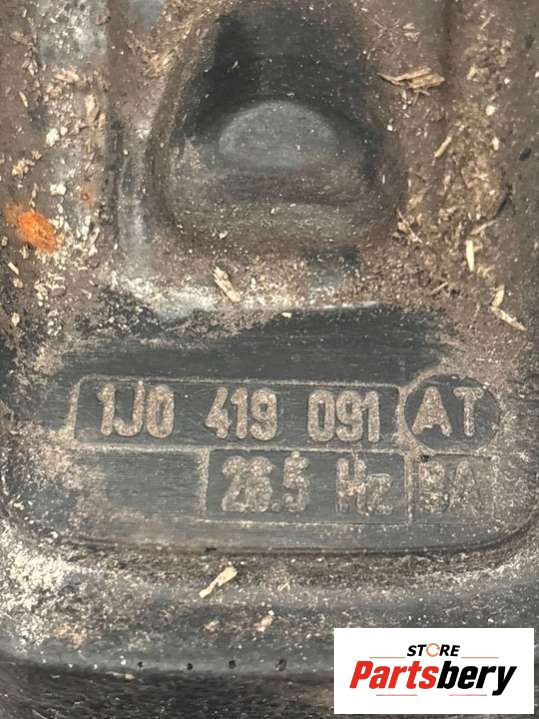 1J0 419 091 AT
26.5 Hz BA
STORE
Partsbery